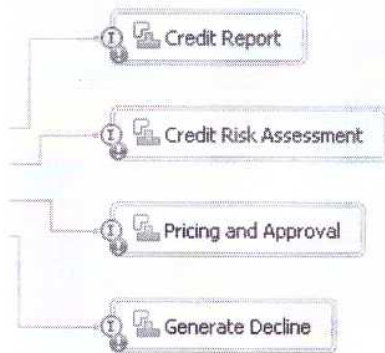 I Credit Report
I Credit Risk Assessment
I Pricing and Approval
I Generate Decline